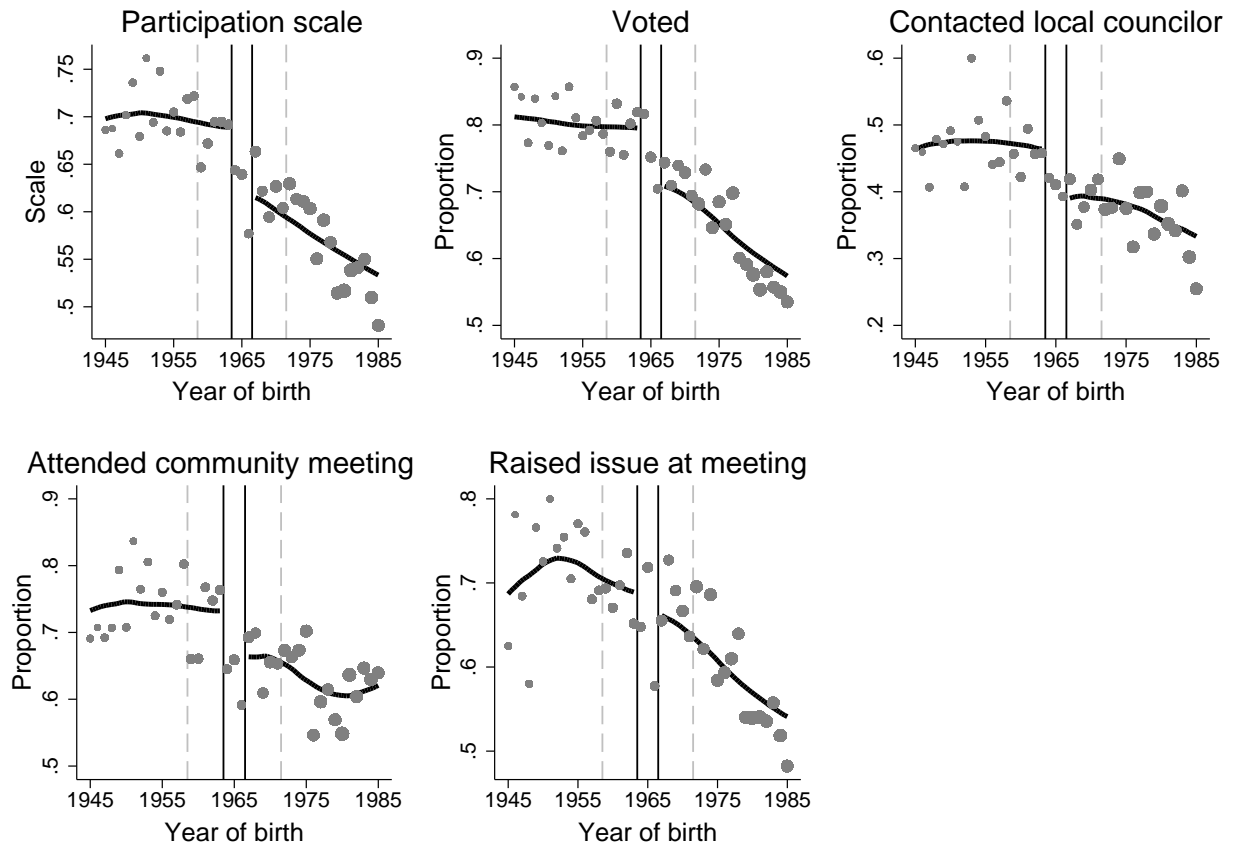 Participation scale
Scale
.5 .55 .6 .65 .7 .75
1945 1955 1965 1975 1985
Year of birth
Voted
Proportion
.5 .6 .7 .8 .9
1945 1955 1965 1975 1985
Year of birth
Contacted local councilor
Proportion
.2 .3 .4 .5 .6
1945 1955 1965 1975 1985
Year of birth
Attended community meeting
Proportion
.5 .6 .7 .8 .9
1945 1955 1965 1975 1985
Year of birth
Raised issue at meeting
Proportion
.5 .6 .7 .8
1945 1955 1965 1975 1985
Year of birth